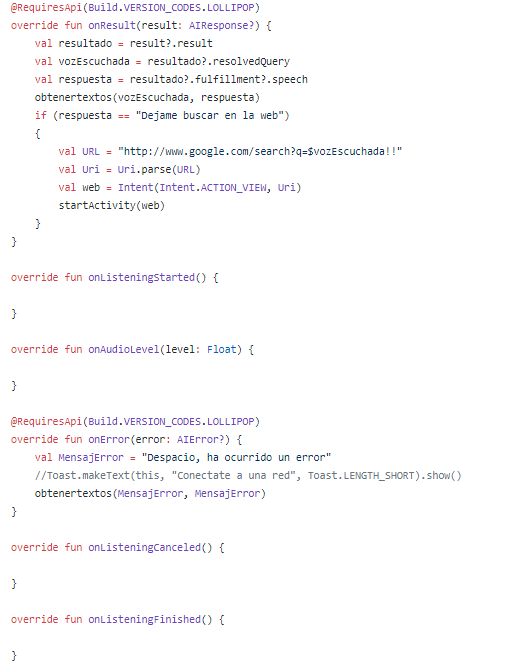 @RequiresApi(Build.VERSION_CODES.LOLLIPOP)
override fun onResult(result: AIResponse?) {
    val resultado = result?.result
    val vozEscuchada = resultado?.resolvedQuery
    val respuesta = resultado?.fulfillment?.speech
    obtenertextos(vozEscuchada, respuesta)
    if (respuesta == "Dejame buscar en la web")
    {
        val URL = "http://www.google.com/search?q=$vozEscuchada!!"
        val Uri = Uri.parse(URL)
        val web = Intent(Intent.ACTION_VIEW, Uri)
        startActivity(web)
    }
}
override fun onListeningStarted() {
}
override fun onAudioLevel(level: Float) {
}
@RequiresApi(Build.VERSION_CODES.LOLLIPOP)
override fun onError(error: AIError?) {
    val MensajError = "Despacio, ha ocurrido un error"
    //Toast.makeText(this, "Conectate a una red", Toast.LENGTH_SHORT).show()
    obtenertextos(MensajError, MensajError)
}
override fun onListeningCanceled() {
}
override fun onListeningFinished() {
}